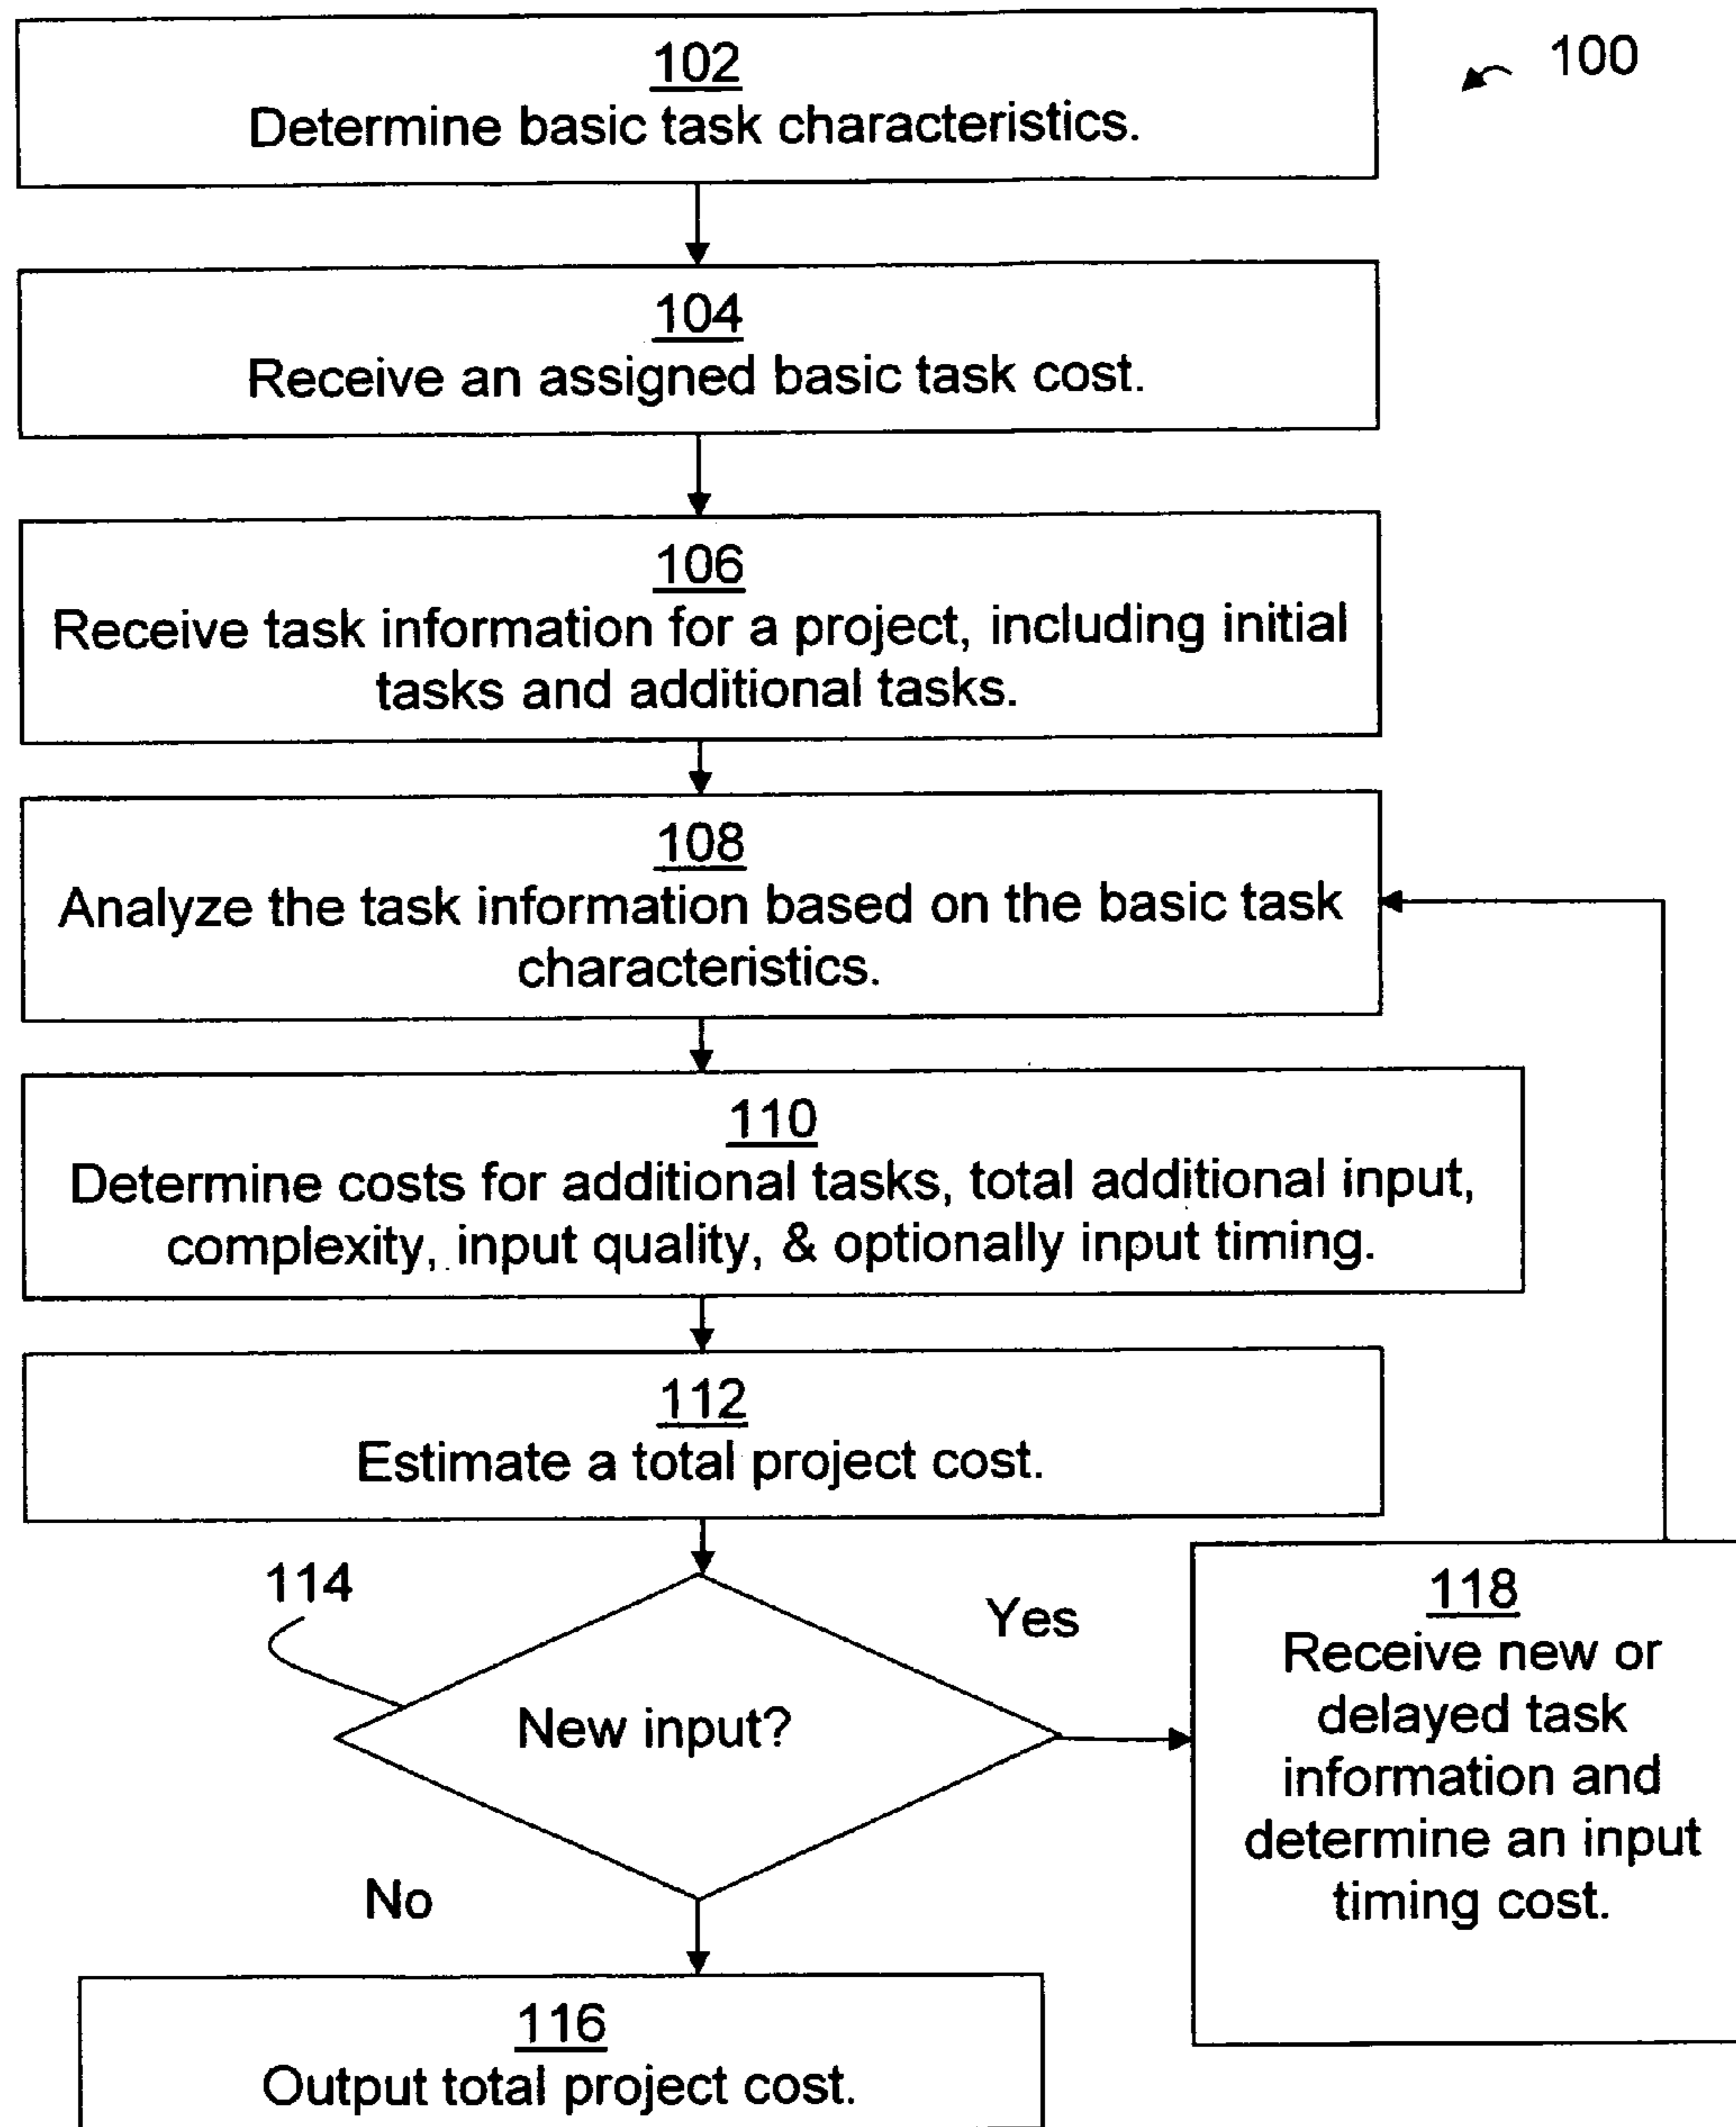 100
102
Determine basic task characteristics.
104
Receive an assigned basic task cost.
106
Receive task information for a project, including initial
tasks and additional tasks.
108
Analyze the task information based on the basic task
characteristics.
110
Determine costs for additional tasks, total additional input,
complexity, input quality, & optionally input timing.
112
Estimate a total project cost.
114
New input?
Yes
No
118
Receive new or
delayed task
information and
determine an input
timing cost.
116
Output total project cost.